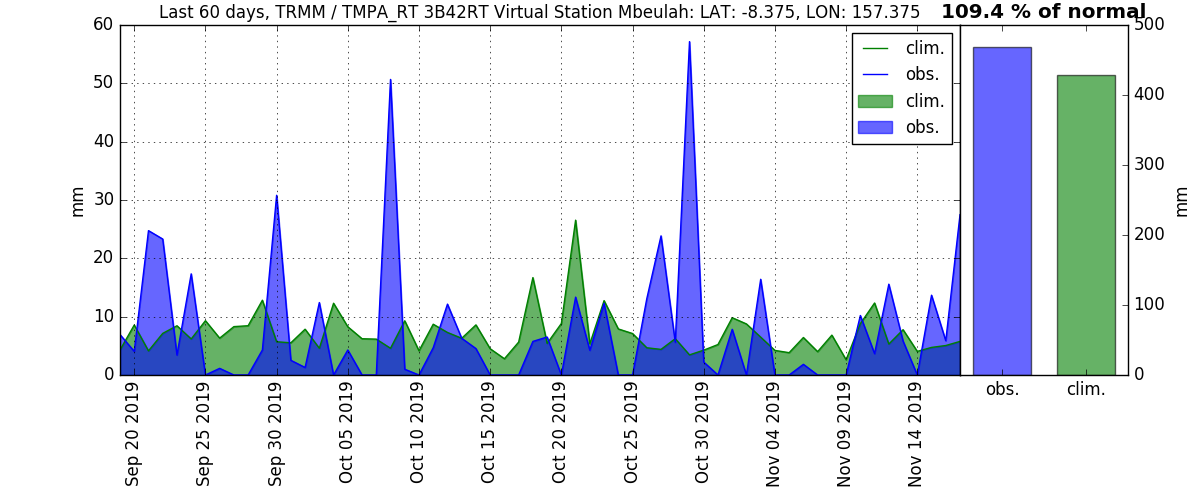 Last 60 days, TRMM / TMPA_RT 3B42RT Virtual Station Mbeulah: LAT: -8.375, LON: 157.375
109.4 % of normal
60
50
40
30
20
10
0
mm
clim.
obs.
clim.
obs.
Sep 20 2019
Sep 25 2019
Sep 30 2019
Oct 05 2019
Oct 10 2019
Oct 15 2019
Oct 20 2019
Oct 25 2019
Oct 30 2019
Nov 04 2019
Nov 09 2019
Nov 14 2019
500
400
300
200
100
0
mm
obs.
clim.